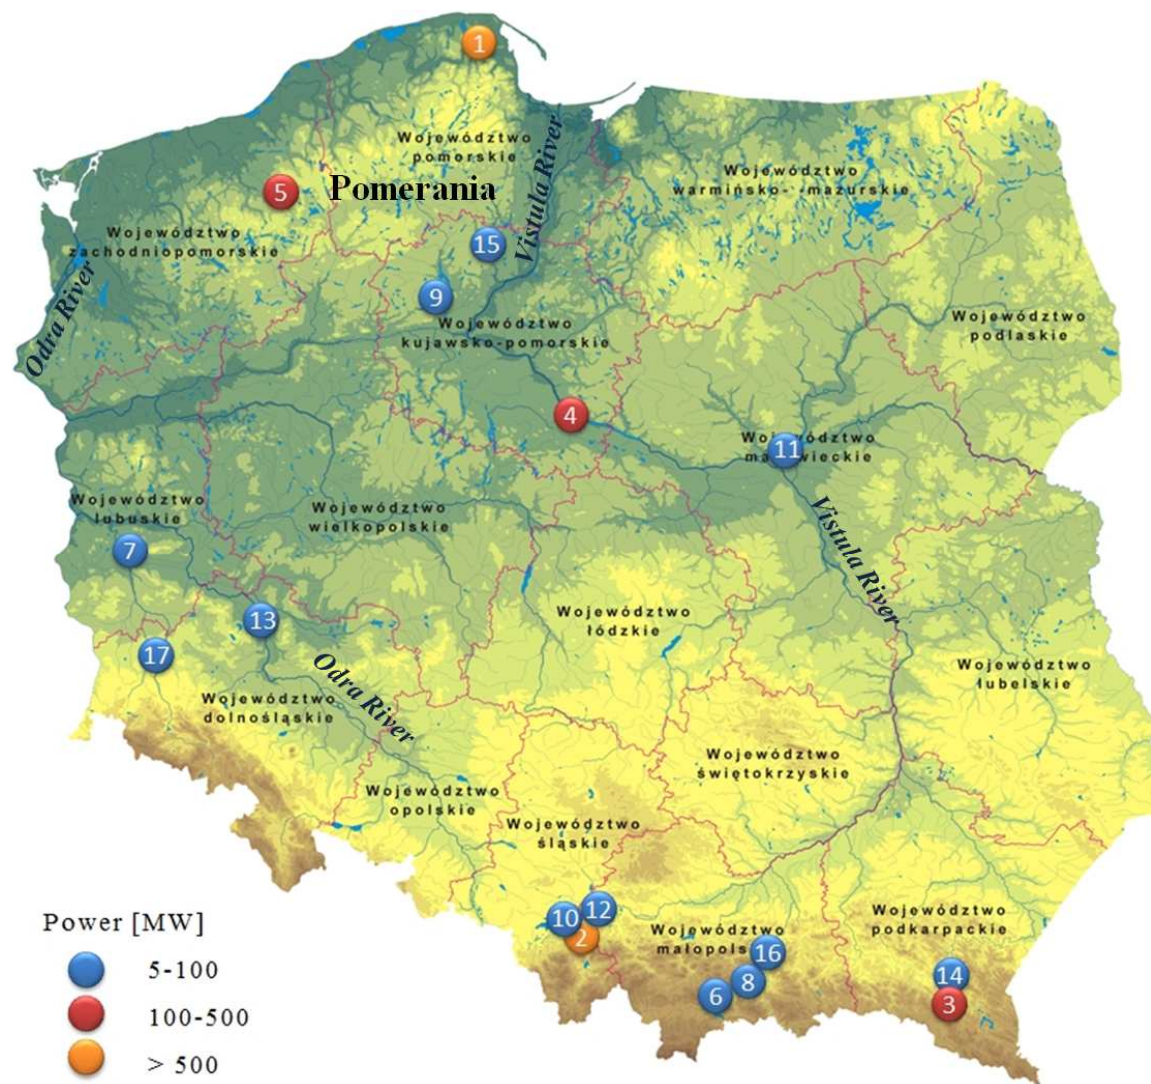 1
Województwo
pomorskie
Vistula River
5
Pomerania
Województwo
warmińsko- mazurskie
Województwo
zachodniopomorskie
15
Odra River
9
Województwo
kujawsko-pomorskie
Województwo
podlaskie
4
11
Województwo
Województwo
lubuskie
Województwo
wielkopolskie
Vistula River
7
13
Województwo
łódzkie
17
Odra River
Województwo
lubelskie
Województwo
dolnośląskie
Województwo
świętokrzyskie
Województwo
opolskie
Województwo
śląskie
10
12
2
Województwo
małopols
16
Województwo
podkarpackie
8
6
14
3
Power [MW]
5-100
100-500
> 500